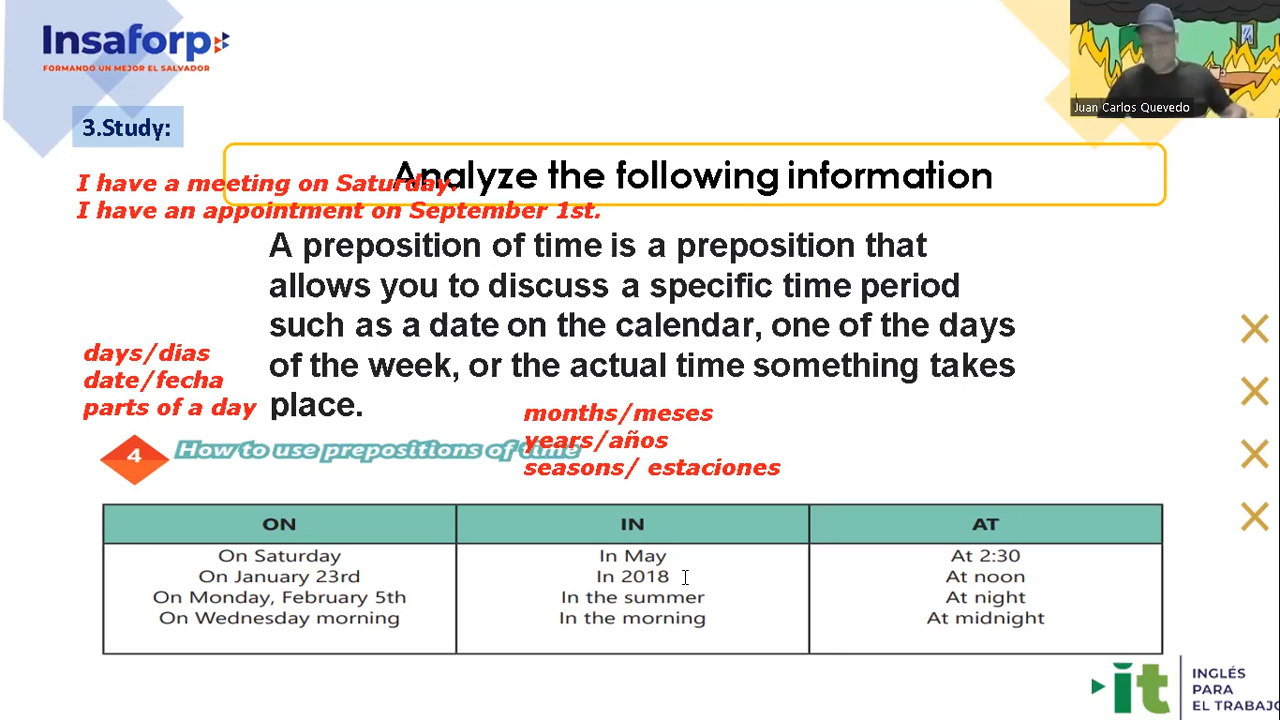 Insaforp
FORMANDO UN MEJOR EL SALVADOR
Juan Carlos Quevedo
3.Study:
Analyze the following information
I have a meeting on Saturday.
I have an appointment on September 1st.
A preposition of time is a preposition that
allows you to discuss a specific time period
such as a date on the calendar, one of the days
of the week, or the actual time something takes
place.
days/dias
date/fecha
parts of a day
months/meses
years/años
seasons/ estaciones
4 How to use prepositions of time
ON IN AT
On Saturday In May At 2:30
On January 23rd In 2018 At noon
On Monday, February 5th In the summer At night
On Wednesday morning In the morning At midnight
it
INGLÉS
PARA
EL TRABAJO